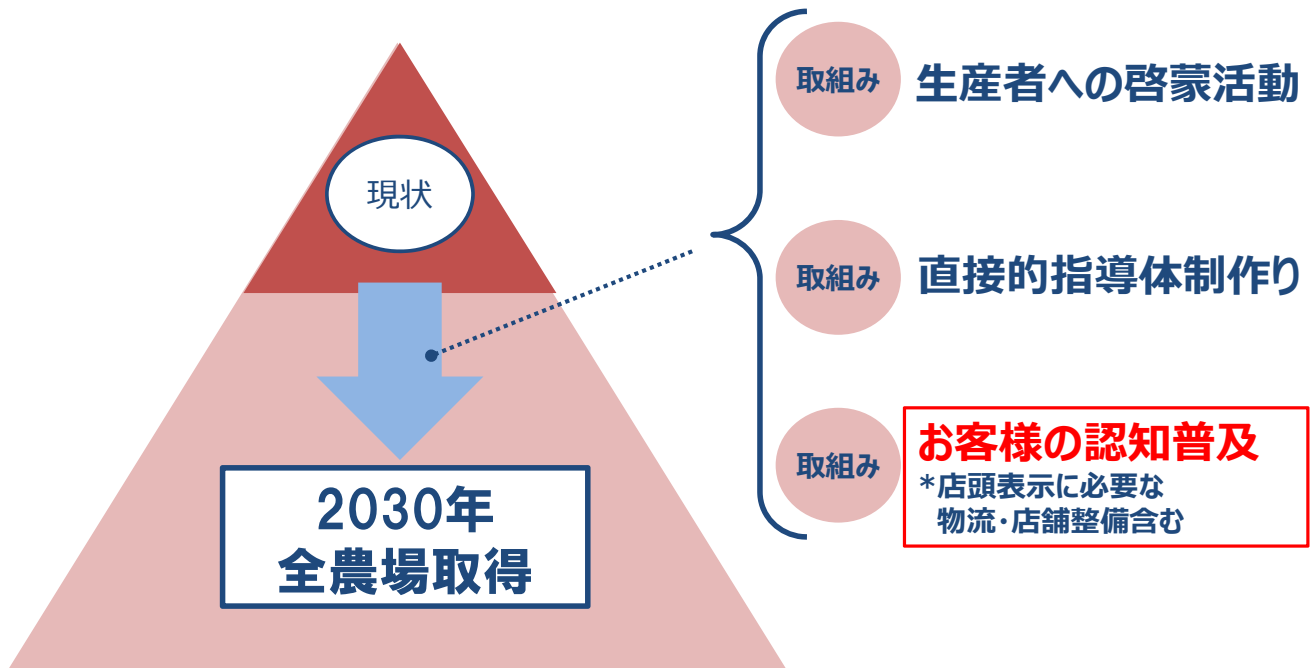 現状
2030年
全農場取得
取組み
生産者への啓蒙活動
取組み
直接的指導体制作り
取組み
お客様の認知普及
*店頭表示に必要な
物流・店舗整備含む